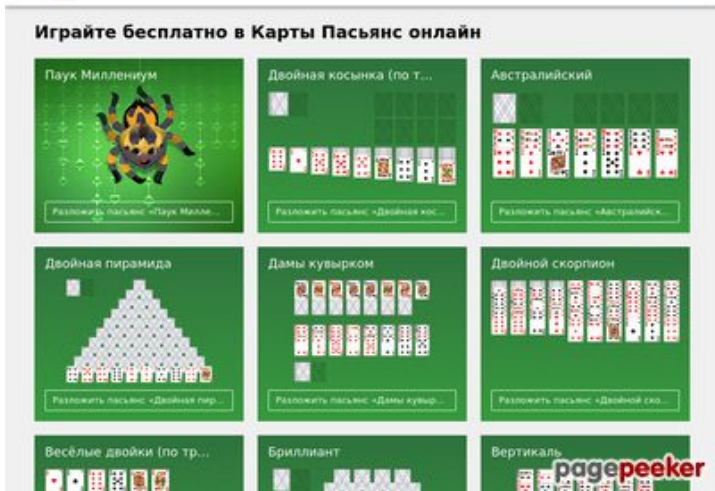 Играйте бесплатно в Карты Пасьянс онлайн
Паук Миллениум
Двойная косынка (по т...
Австралийский
Разложить пасьянс «Паук Милле...
Разложить пасьянс «Двойная кос...
Разложить пасьянс «Австралийск...
Двойная пирамида
Дамы кувырком
Двойной скорпион
Разложить пасьянс «Двойная пир...
Разложить пасьянс «Дамы кувыр...
Разложить пасьянс «Двойной ско...
Весёлые двойки (по тр...
Бриллиант
Вертикаль
pagepeeker